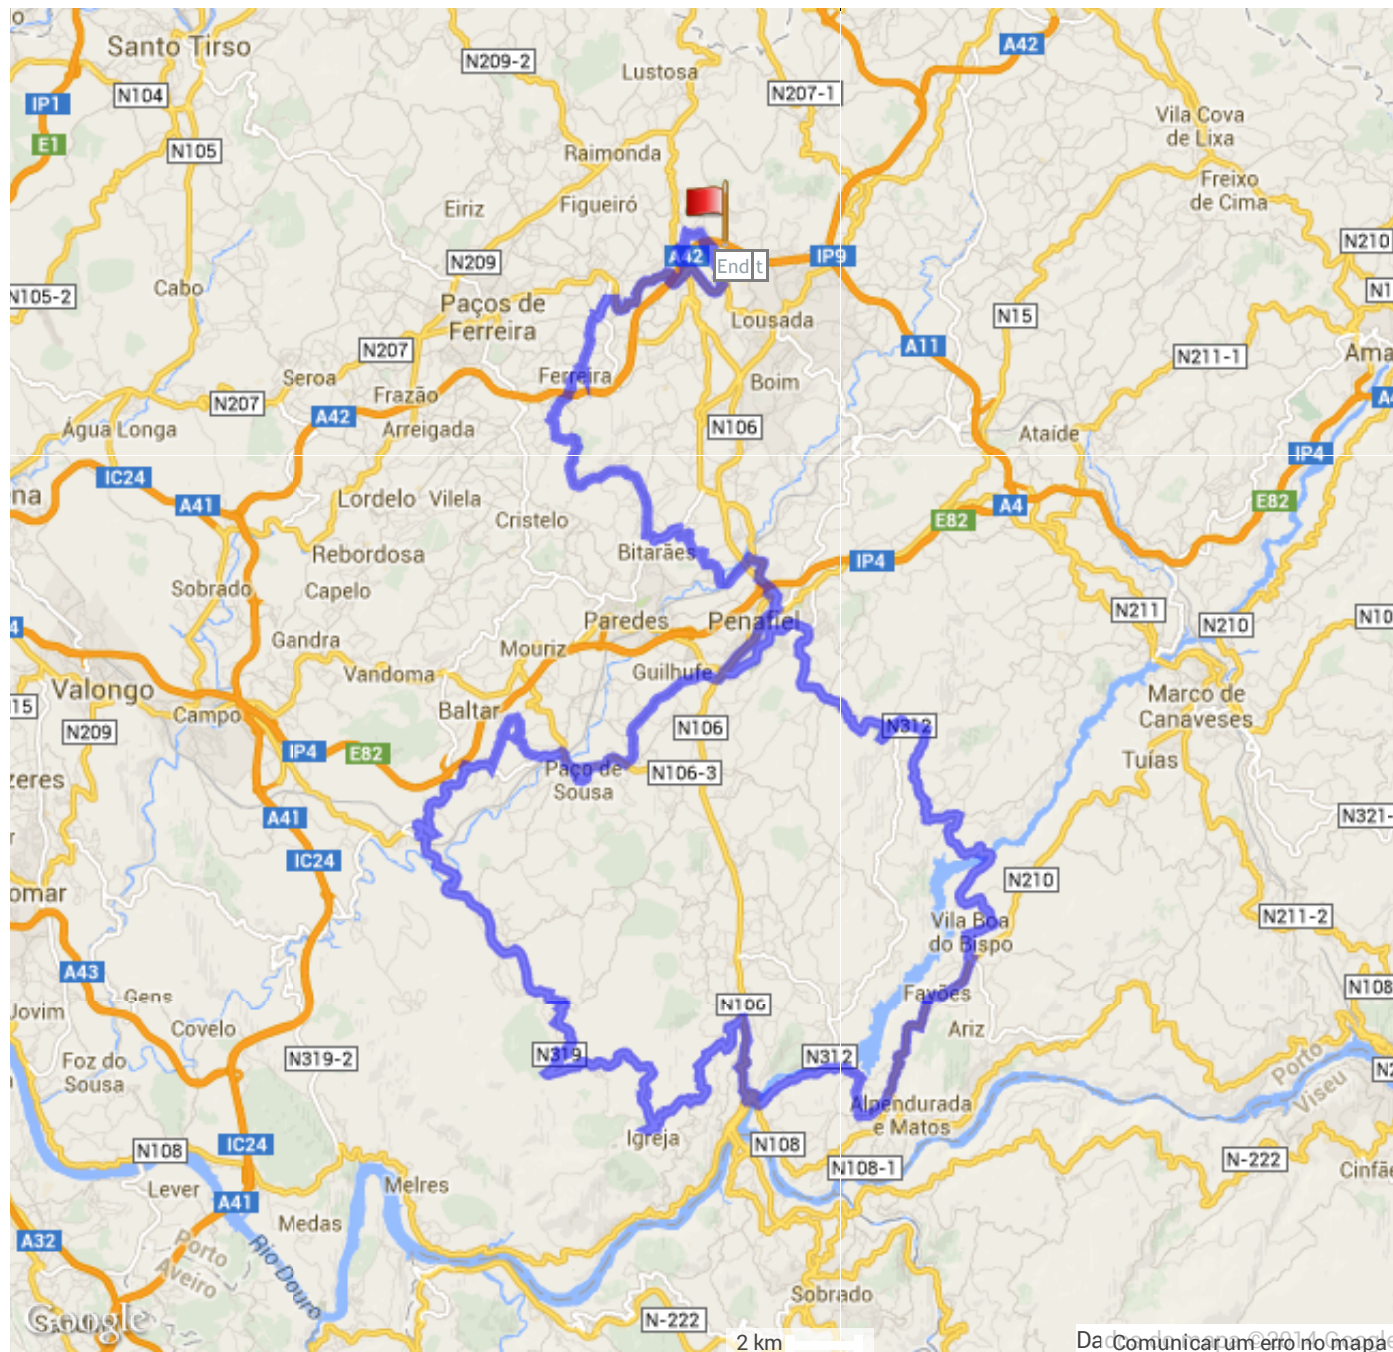 Santo Tirso
N209-2
Lustosa
A42
IP1
N104
N207-1
Vila Cova
de Lixa
E1
N105
Raimonda
Freixo
de Cima
Eiriz
Figueiró
N210
A42
End
t
IP9
N209
Cabo
N105-2
Paços de
Ferreira
N15
Lousada
N207
A11
N211-1
Seroa
Ferreira
Boim
Frazão
N207
A42
Água Longa
Arreigada
N106
Ataíde
IP4
IC24
A41
Lordelo
Vilela
Cristelo
A4
E82
E82
Rebordosa
Bitarães
IP4
Sobrado
Capelo
N211
Paredes
Penafiel
N210
Gandra
Mouriz
Guilhufe
Vandoma
Valongo
Baltar
Marco de
Canaveses
Campo
N106
N312
N209
IP4
E82
Tuías
Paço de
Sousa
N106-3
A41
N321-
IC24
N210
N211-2
Vila Boa
do Bispo
A43
Gens
Favões
N106
N108
Jovim
Covelo
Ariz
Foz do
Sousa
N319-2
N319
N312
Porto
Viseu
Alpendurada
e Matos
N108
IC24
Igreja
N108
N108-1
N-222
Lever
A41
Melres
Medas
A32
Porto
Aveiro
Rio Douro
Sobrado
Google
N-222
2 km
Comunicar um erro no mapa